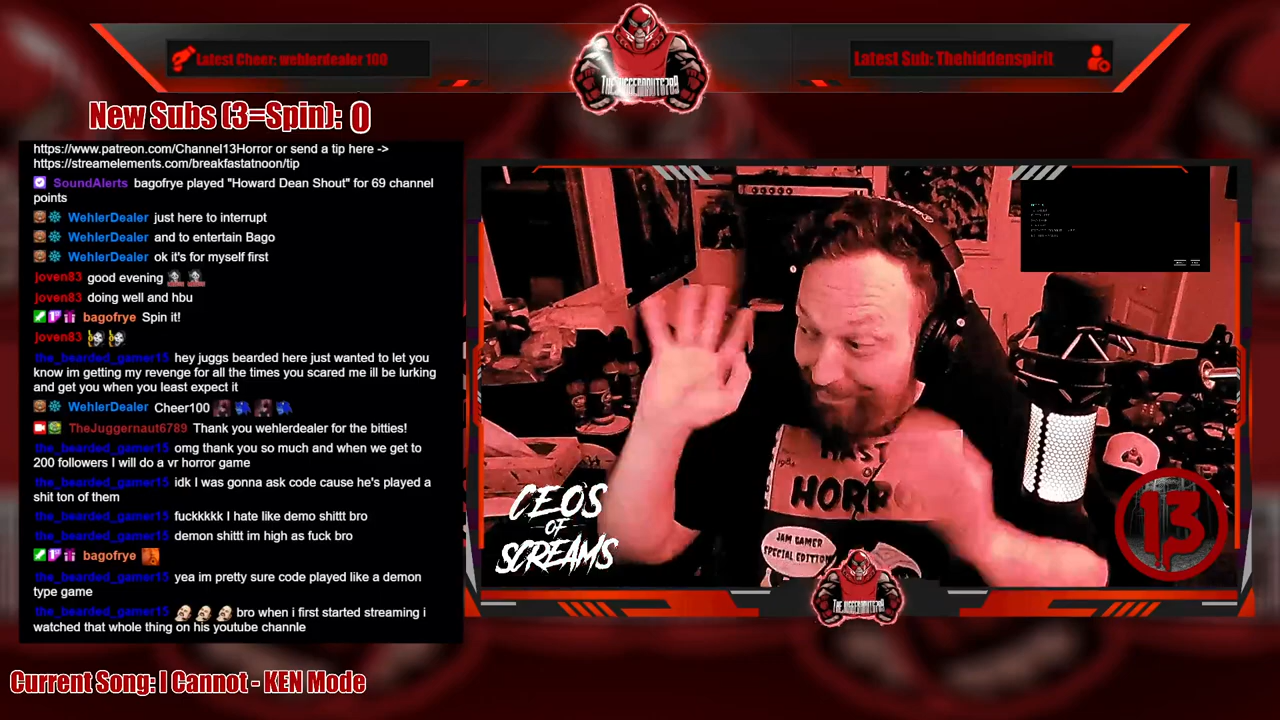 Latest Cheer: wehlerdealer 100
THEJUGGERNAUT6789
Latest Sub: Thehiddenspirit
New Subs (3=Spin): 0
https://www.patreon.com/Channel13Horror or send a tip here ->
https://streamelements.com/breakfastatnoon/tip
SoundAlerts bagofrye played "Howard Dean Shout" for 69 channel
points
WehlerDealer just here to interrupt
WehlerDealer and to entertain Bago
WehlerDealer ok it's for myself first
joven83 good evening
joven83 doing well and hbu
bagofrye Spin it!
joven83
the_bearded_gamer15 hey juggs bearded here just wanted to let you
know im getting my revenge for all the times you scared me ill be lurking
and get you when you least expect it
WehlerDealer Cheer100
TheJuggernaut6789 Thank you wehlerdealer for the bitties!
the_bearded_gamer15 omg thank you so much and when we get to
200 followers I will do a vr horror game
the_bearded_gamer15 idk I was gonna ask code cause he's played a
shit ton of them
the_bearded_gamer15 fuckkkkk I hate like demo shittt bro
the_bearded_gamer15 demon shittt im high as fuck bro
bagofrye
the_bearded_gamer15 yea im pretty sure code played like a demon
type game
the_bearded_gamer15 bro when i first started streaming i
watched that whole thing on his youtube channle
HORRO
JAM GAMER
SPECIAL EDITION
CEOS
OF
SCREAMS
13
THEJUGGERNAUT6789
Current Song: I Cannot - KEN Mode